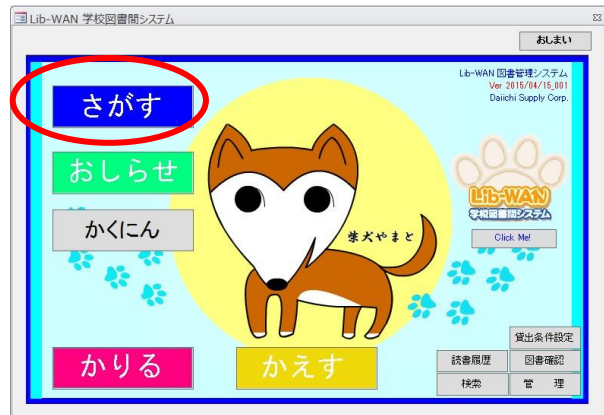 Lib-WAN 学校図書間システム
おしまい
Lib-WAN 図書管理システム
Ver 2015/04/15_001
Daiichi Supply Corp.
さがす
おしらせ
かくにん
柴犬やまと
Lib-WAN
学校図書間システム
Click Me!
かりる
かえす
貸出条件設定
読書履歴
図書確認
検索
管 理